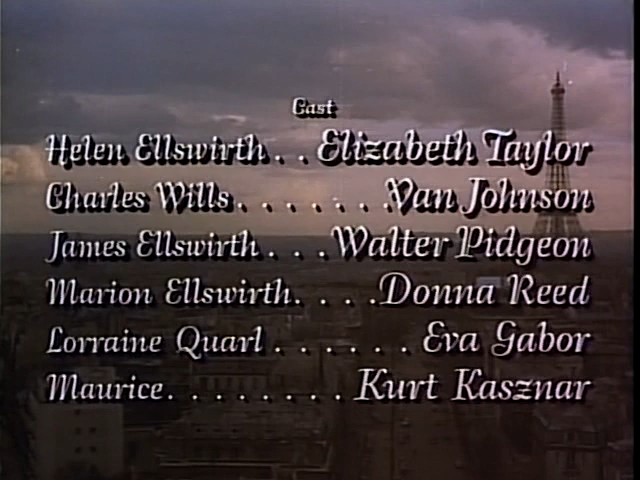 Cast
Helen Ellswirth . . Elizabeth Taylor
Charles Wills . . . . . . . Van Johnson
James Ellswirth . . . Walter Pidgeon
Marion Ellswirth . . . . Donna Reed
Lorraine Quarl . . . . . . Eva Gabor
Maurice . . . . . . . . Kurt Kasznar